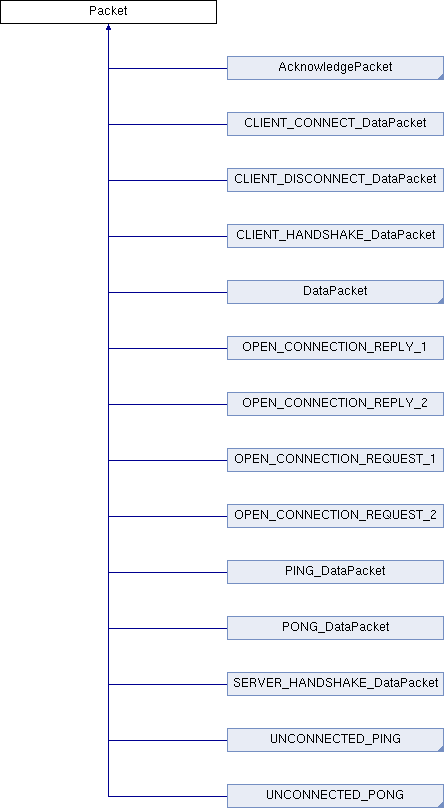 Packet
AcknowledgePacket
CLIENT_CONNECT_DataPacket
CLIENT_DISCONNECT_DataPacket
CLIENT_HANDSHAKE_DataPacket
DataPacket
OPEN_CONNECTION_REPLY_1
OPEN_CONNECTION_REPLY_2
OPEN_CONNECTION_REQUEST_1
OPEN_CONNECTION_REQUEST_2
PING_DataPacket
PONG_DataPacket
SERVER_HANDSHAKE_DataPacket
UNCONNECTED_PING
UNCONNECTED_PONG